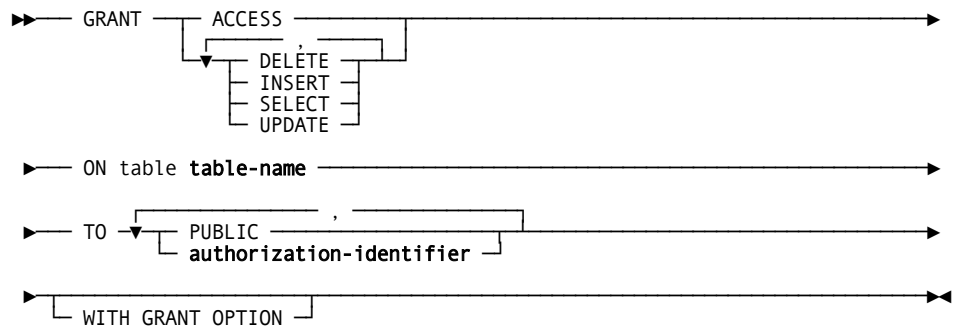 GRANT ACCESS
,
DELETE
INSERT
SELECT
UPDATE
ON table table-name
,
TO PUBLIC
authorization-identifier
WITH GRANT OPTION